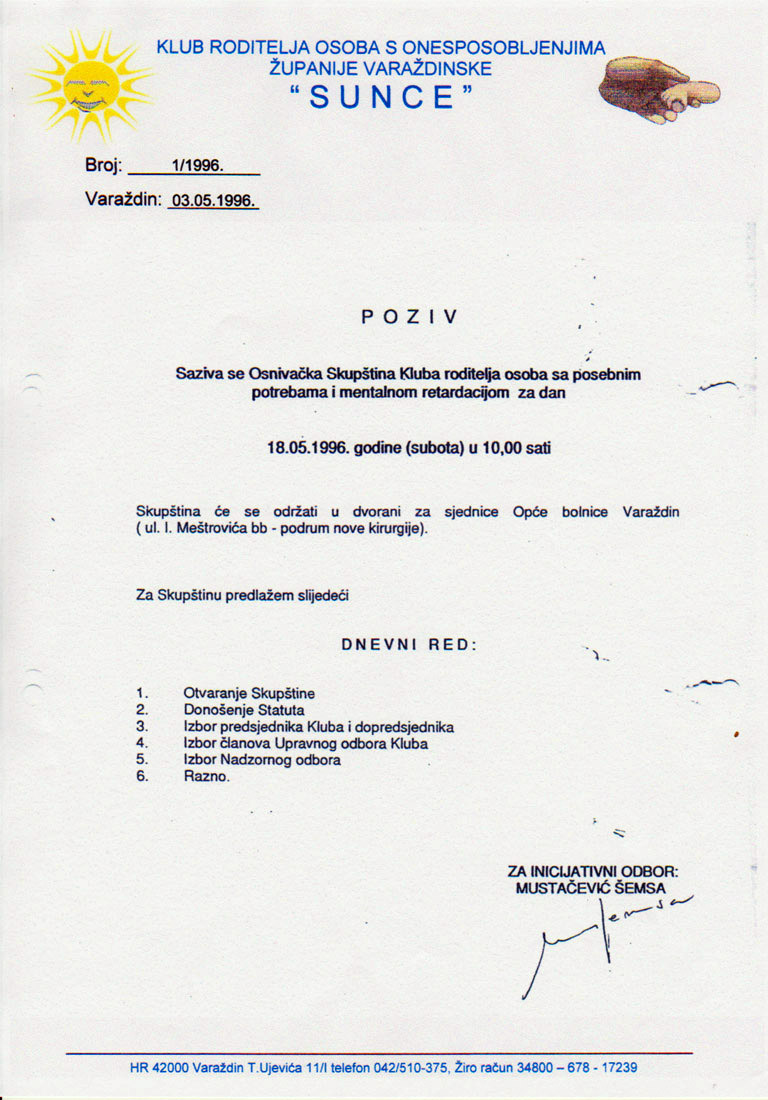 KLUB RODITELJA OSOBA S ONESPOSOBLJENJIMA
ŽUPANIJE VARAŽDINSKE
“ S U N C E ”
Broj: 1/1996.
Varaždin: 03.05.1996.
P O Z I V
Saziva se Osnivačka Skupština Kluba roditelja osoba sa posebnim
potrebama i mentalnom retardacijom za dan
18.05.1996. godine (subota) u 10,00 sati
Skupština će se održati u dvorani za sjednice Opće bolnice Varaždin
( ul. I. Meštrovića bb - podrum nove kirurgije).
Za Skupštinu predlažem slijedeći
D N E V N I R E D :
1. Otvaranje Skupštine
2. Donošenje Statuta
3. Izbor predsjednika Kluba i dopredsjednika
4. Izbor članova Upravnog odbora Kluba
5. Izbor Nadzornog odbora
6. Razno.
ZA INICIJATIVNI ODBOR:
MUSTAČEVIĆ ŠEMSA
HR 42000 Varaždin T.Ujevića 11/I telefon 042/510-375, Žiro račun 34800 – 678 - 17239